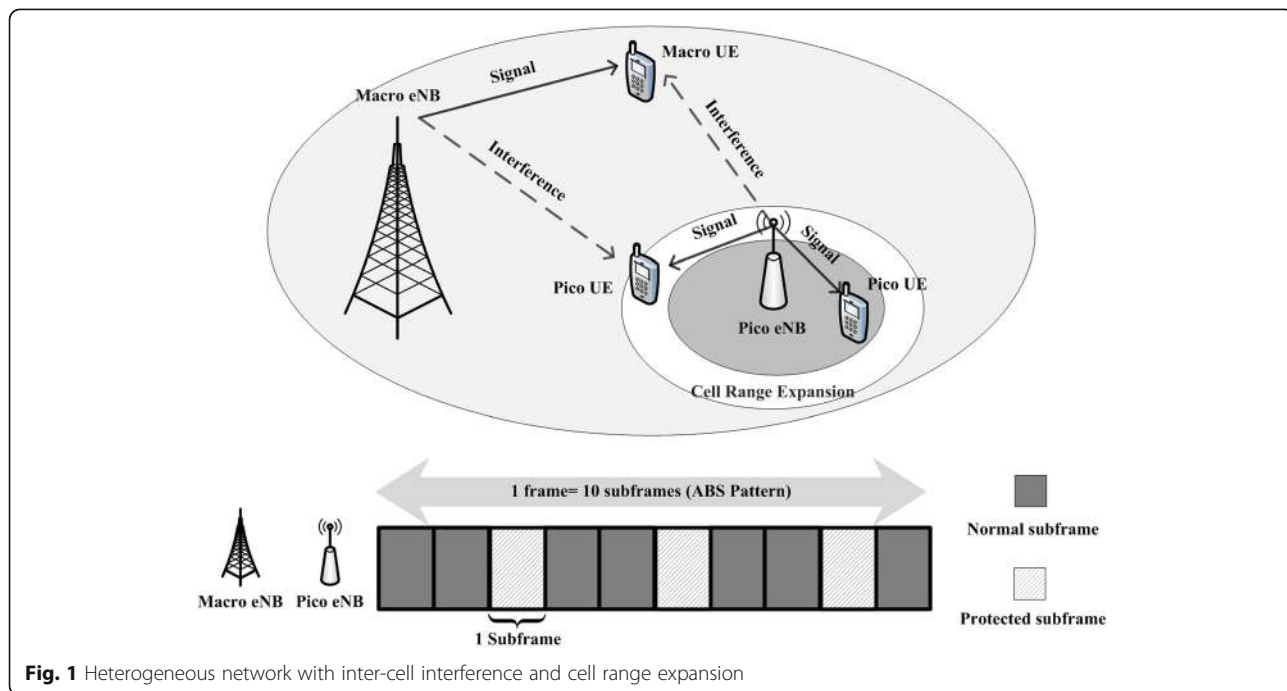 Macro UE
Signal
Macro eNB
Interference
Interference
Signal
Signal
Pico UE
Pico UE
Pico eNB
Cell Range Expansion
1 frame= 10 subframes (ABS Pattern)
Normal subframe
Macro eNB
Pico eNB
Protected subframe
1 Subframe
Fig. 1 Heterogeneous network with inter-cell interference and cell range expansion